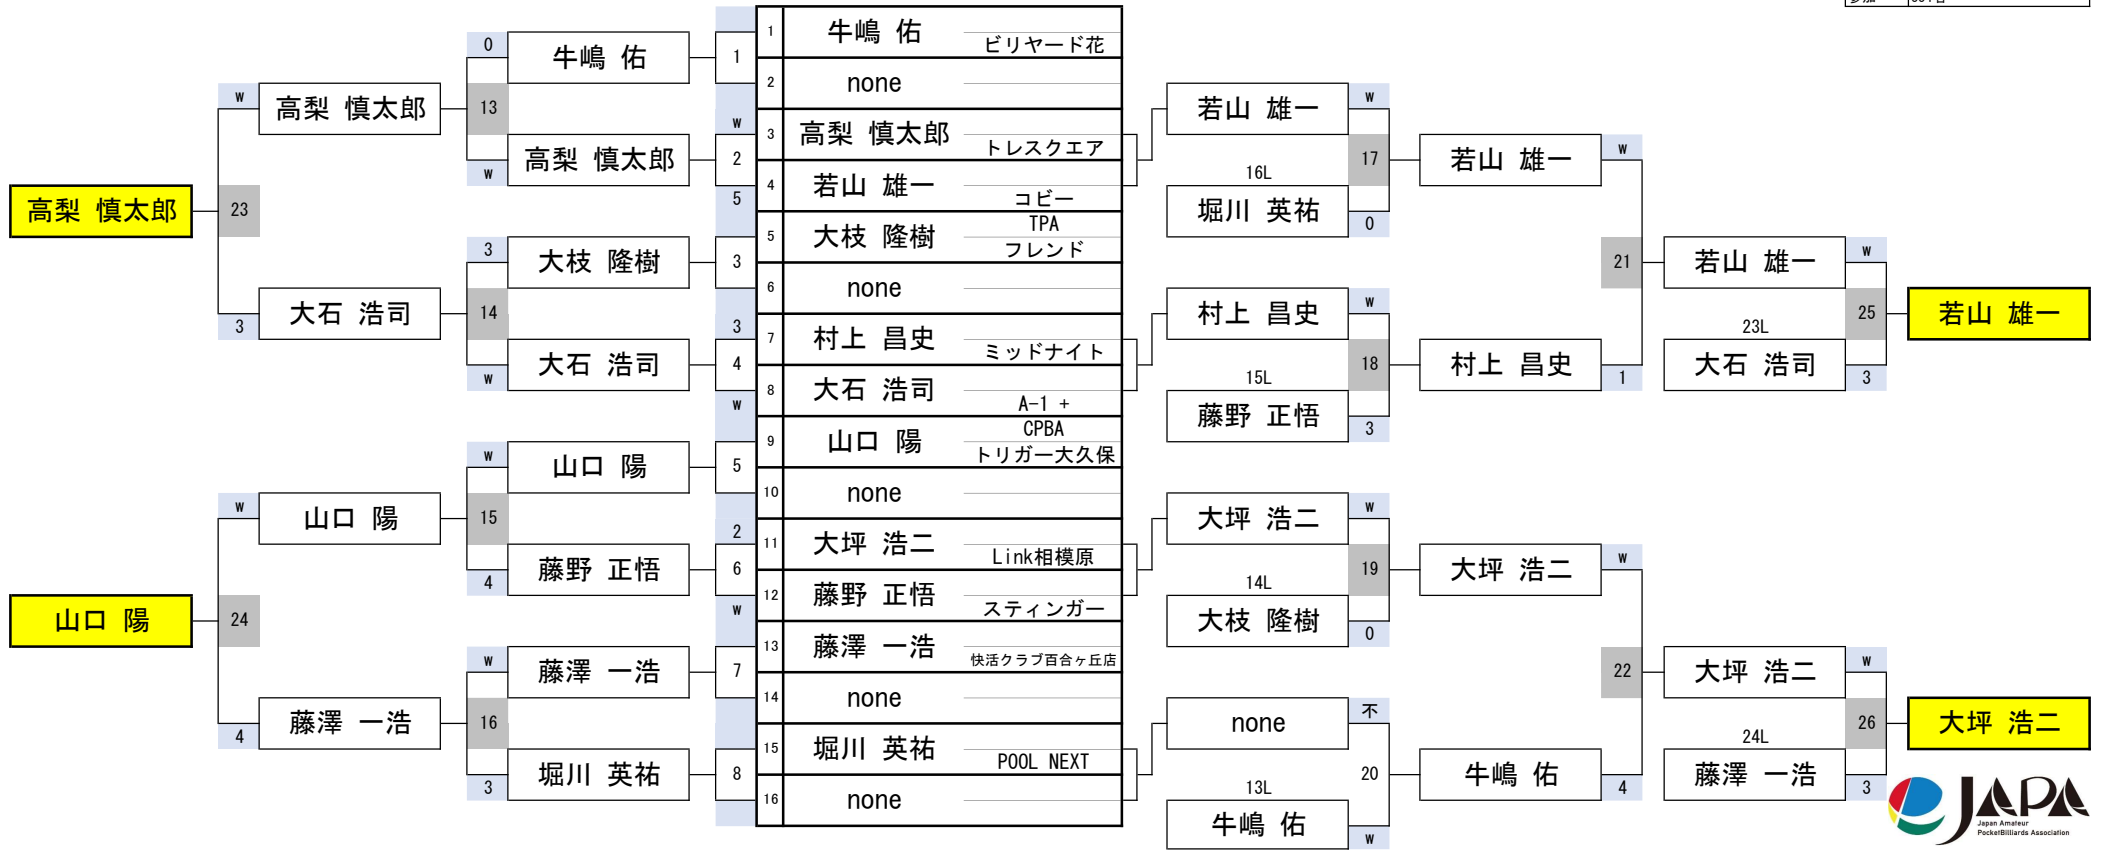 高梨 慎太郎
山口 陽
W
23
3
W
24
4
高梨 慎太郎
大石 浩司
山口 陽
藤澤 一浩
0
13
W
3
14
W
W
15
4
W
16
3
牛嶋 佑
高梨 慎太郎
大枝 隆樹
大石 浩司
山口 陽
藤野 正悟
藤澤 一浩
堀川 英祐
1
W
2
5
3
3
4
W
5
2
6
W
7
8
1 牛嶋 佑 ビリヤード花
2 none
3 高梨 慎太郎 トレスクエア
4 若山 雄一 コビー
5 大枝 隆樹 TPA
フレンド
6 none
7 村上 昌史 ミッドナイト
8 大石 浩司 A-1 +
9 山口 陽 CPBA
トリガー大久保
10 none
11 大坪 浩二 Link相模原
12 藤野 正悟 スティンガー
13 藤澤 一浩 快活クラブ百合ヶ丘店
14 none
15 堀川 英祐 POOL NEXT
16 none
若山 雄一
16L
堀川 英祐
村上 昌史
15L
藤野 正悟
大坪 浩二
14L
大枝 隆樹
none
13L
牛嶋 佑
W
17
0
W
18
3
W
19
0
不
20
W
若山 雄一
村上 昌史
大坪 浩二
牛嶋 佑
W
21
1
W
22
4
若山 雄一
23L
大石 浩司
大坪 浩二
24L
藤澤 一浩
W
25
3
W
26
3
若山 雄一
大坪 浩二
JAPA
Japan Amateur
PocketBilliards Association